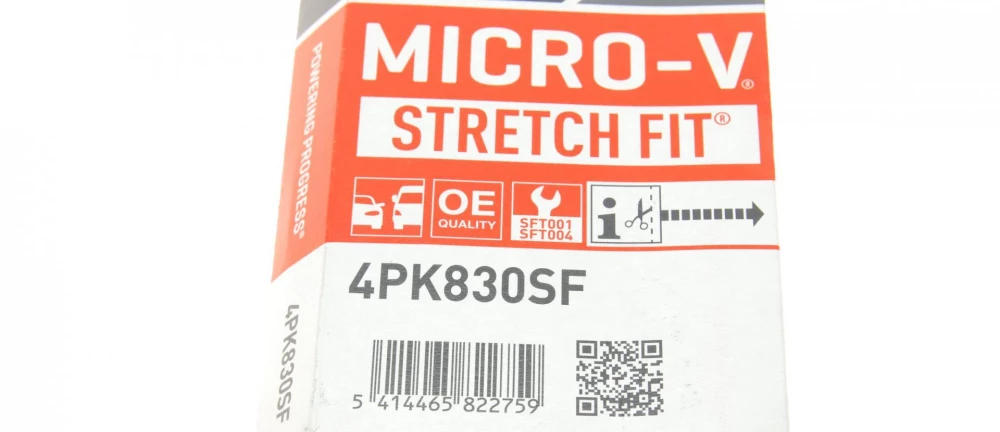 MICRO-V®
STRETCH FIT®
OE
QUALITY
SFT001
SFT004
i
4PK830SF
5 414465 822759
POWERING PROGRESS®
4PK830SF